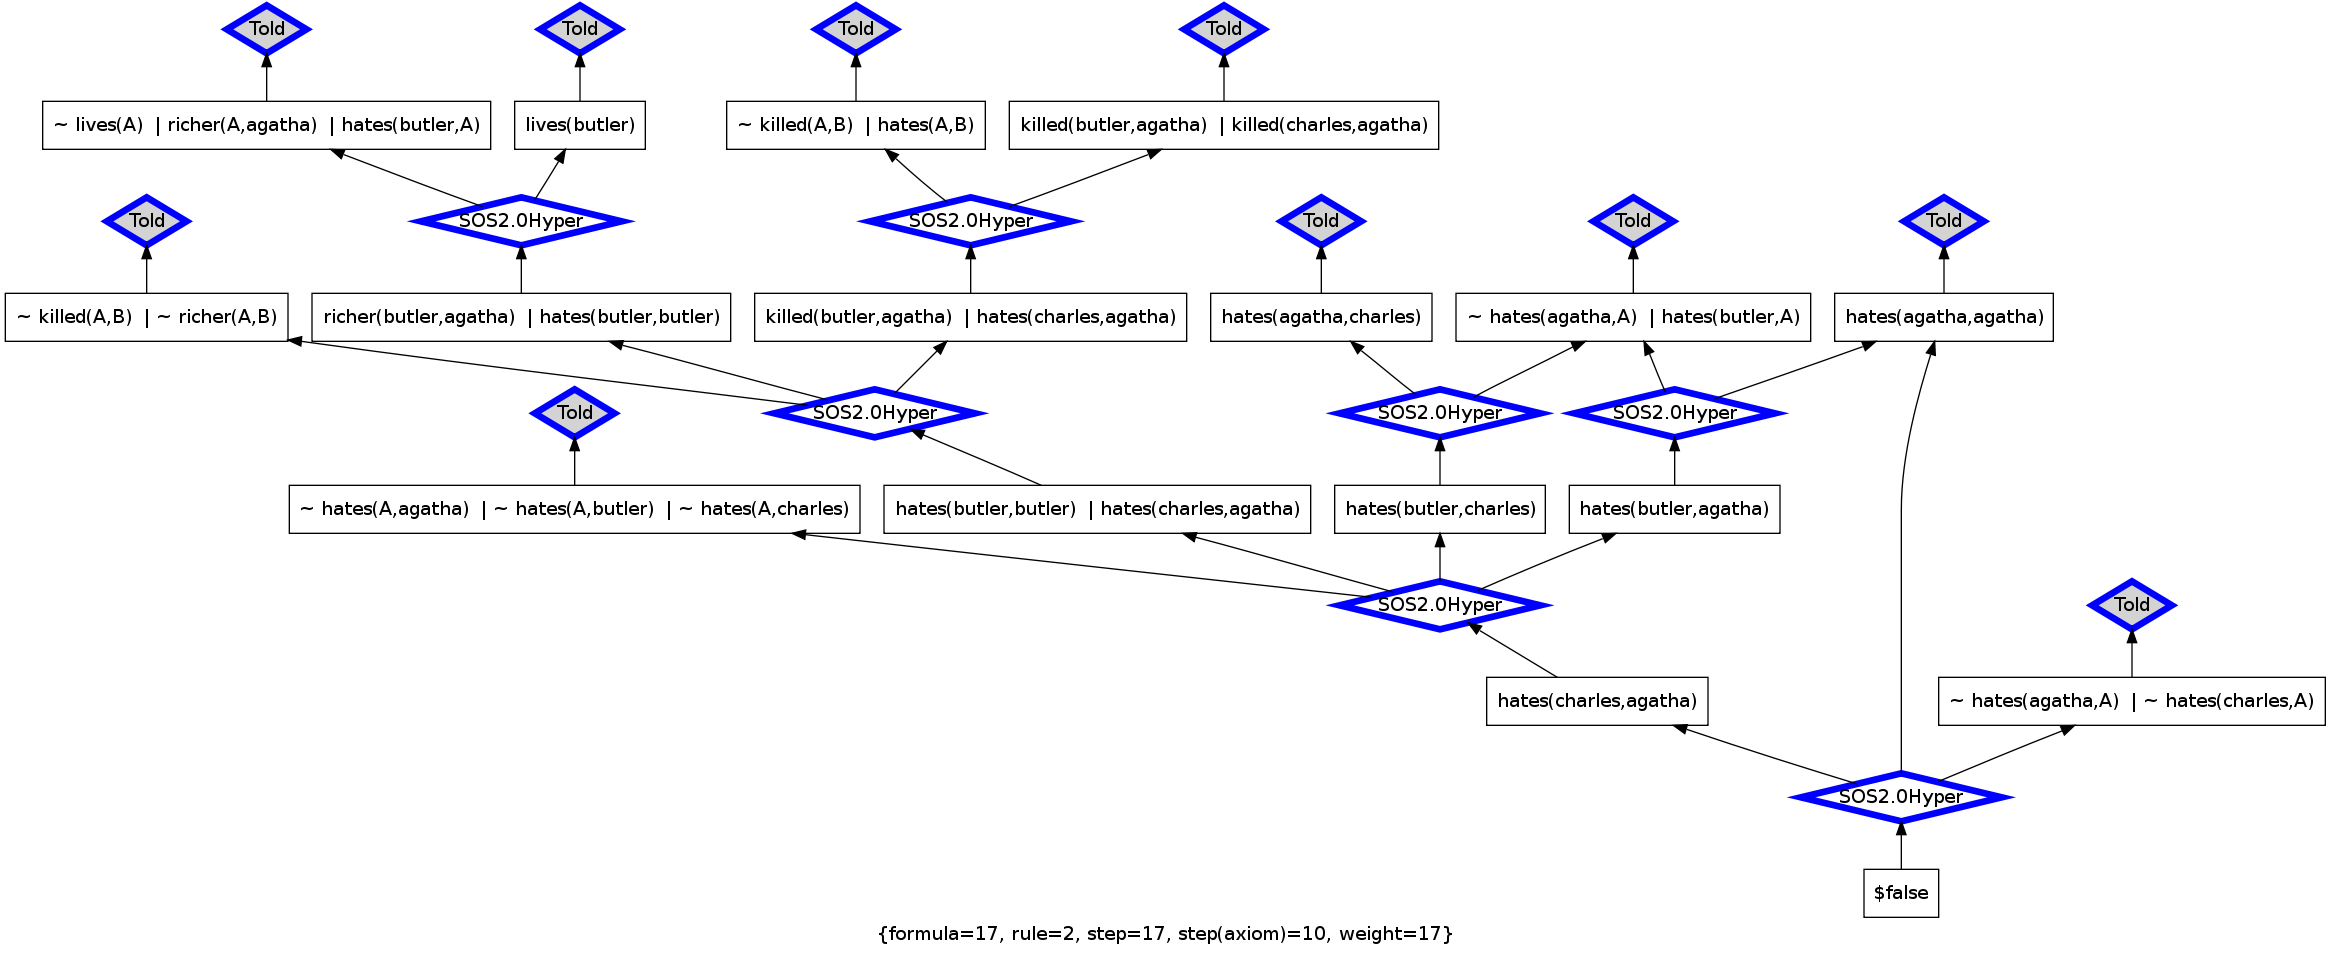 Told
Told
Told
Told
~ lives(A) | richer(A,agatha) | hates(butler,A)
lives(butler)
~ killed(A,B) | hates(A,B)
killed(butler,agatha) | killed(charles,agatha)
Told
SOS2.0Hyper
SOS2.0Hyper
Told
Told
Told
~ killed(A,B) | ~ richer(A,B)
richer(butler,agatha) | hates(butler,butler)
killed(butler,agatha) | hates(charles,agatha)
hates(agatha,charles)
~ hates(agatha,A) | hates(butler,A)
hates(agatha,agatha)
Told
SOS2.0Hyper
SOS2.0Hyper
SOS2.0Hyper
~ hates(A,agatha) | ~ hates(A,butler) | ~ hates(A,charles)
hates(butler,butler) | hates(charles,agatha)
hates(butler,charles)
hates(butler,agatha)
SOS2.0Hyper
Told
hates(charles,agatha)
~ hates(agatha,A) | ~ hates(charles,A)
SOS2.0Hyper
$false
{formula=17, rule=2, step=17, step(axiom)=10, weight=17}